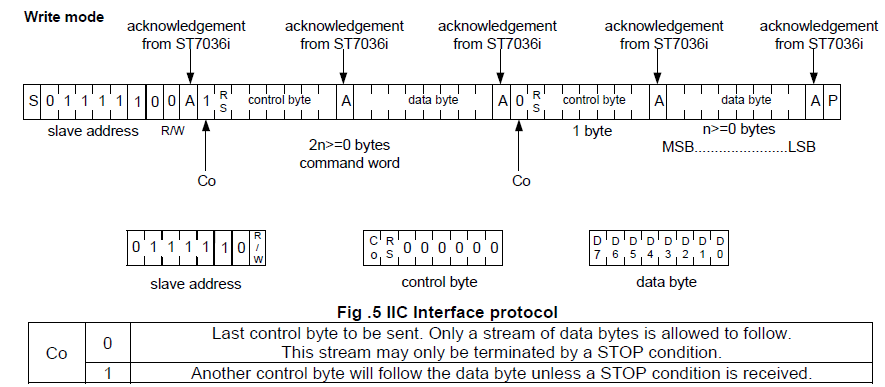 Write mode
acknowledgement acknowledgement acknowledgement acknowledgement acknowledgement
from ST7036i from ST7036i from ST7036i from ST7036i from ST7036i
S 0 1 1 1 1 1 0 0 A 1 RS control byte A data byte A 0 RS control byte A data byte A P
slave address R/W 2n>=0 bytes 1 byte n>=0 bytes
command word MSB.......................LSB
Co Co
0 1 1 1 1 1 0 R/W Co RS 0 0 0 0 0 0 D7 D6 D5 D4 D3 D2 D1 D0
slave address control byte data byte
Fig .5 IIC Interface protocol
Co 0 Last control byte to be sent. Only a stream of data bytes is allowed to follow.
This stream may only be terminated by a STOP condition.
1 Another control byte will follow the data byte unless a STOP condition is received.